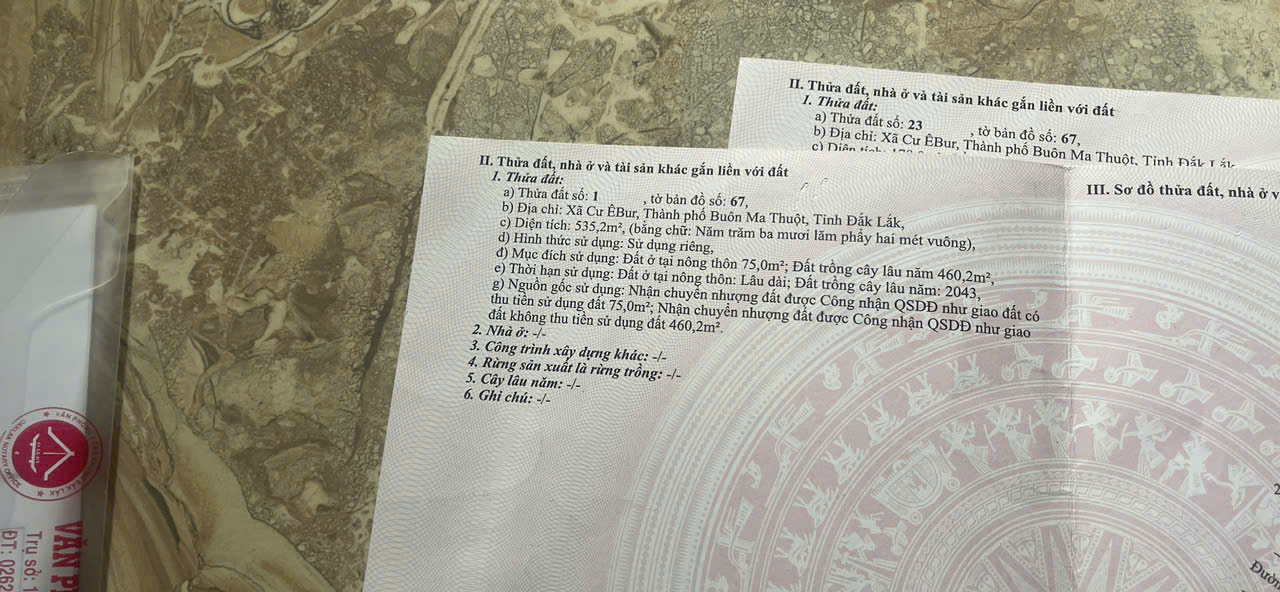 II. Thửa đất, nhà ở và tài sản khác gắn liền với đất
1. Thửa đất:
a) Thửa đất số: 23 , tờ bản đồ số: 67,
b) Địa chỉ: Xã Cư ÊBur, Thành phố Buôn Ma Thuột, Tỉnh Đắk Lắk
c) Diện tích:
II. Thửa đất, nhà ở và tài sản khác gắn liền với đất
1. Thửa đất:
a) Thửa đất số: 1 , tờ bản đồ số: 67,
b) Địa chỉ: Xã Cư ÊBur, Thành phố Buôn Ma Thuột, Tỉnh Đắk Lắk,
c) Diện tích: 535,2m², (bằng chữ: Năm trăm ba mươi lăm phẩy hai mét vuông),
d) Hình thức sử dụng: Sử dụng riêng,
đ) Mục đích sử dụng: Đất ở tại nông thôn 75,0m²; Đất trồng cây lâu năm 460,2m²,
e) Thời hạn sử dụng: Đất ở tại nông thôn: Lâu dài; Đất trồng cây lâu năm: 2043,
g) Nguồn gốc sử dụng: Nhận chuyển nhượng đất được Công nhận QSDĐ như giao đất có
thu tiền sử dụng đất 75,0m²; Nhận chuyển nhượng đất được Công nhận QSDĐ như giao
đất không thu tiền sử dụng đất 460,2m².
2. Nhà ở: -/-
3. Công trình xây dựng khác: -/-
4. Rừng sản xuất là rừng trồng: -/-
5. Cây lâu năm: -/-
6. Ghi chú: -/-
III. Sơ đồ thửa đất, nhà ở v
2
Đườn
VĂN P
Trụ sở: 1
ĐT: 0262
DAKLAK NOTARY OFFICE